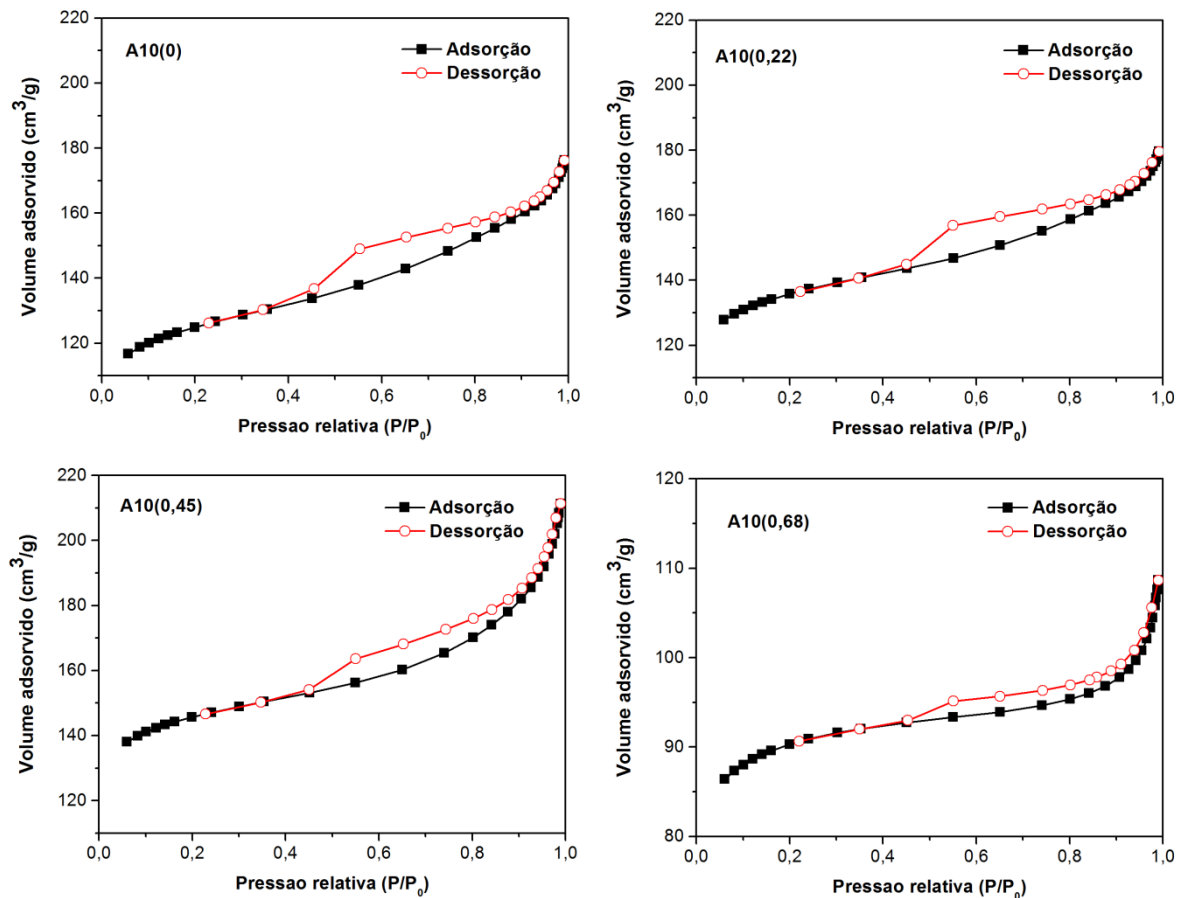 A10(0)
Adsorção
Dessorção
Volume adsorvido (cm³/g)
220
200
180
160
140
120
0,0 0,2 0,4 0,6 0,8 1,0
Pressao relativa (P/P₀)
A10(0,22)
Adsorção
Dessorção
Volume adsorvido (cm³/g)
220
200
180
160
140
120
0,0 0,2 0,4 0,6 0,8 1,0
Pressao relativa (P/P₀)
A10(0,45)
Adsorção
Dessorção
Volume adsorvido (cm³/g)
220
200
180
160
140
120
0,0 0,2 0,4 0,6 0,8 1,0
Pressao relativa (P/P₀)
A10(0,68)
Adsorção
Dessorção
Volume adsorvido (cm³/g)
120
110
100
90
80
0,0 0,2 0,4 0,6 0,8 1,0
Pressao relativa (P/P₀)